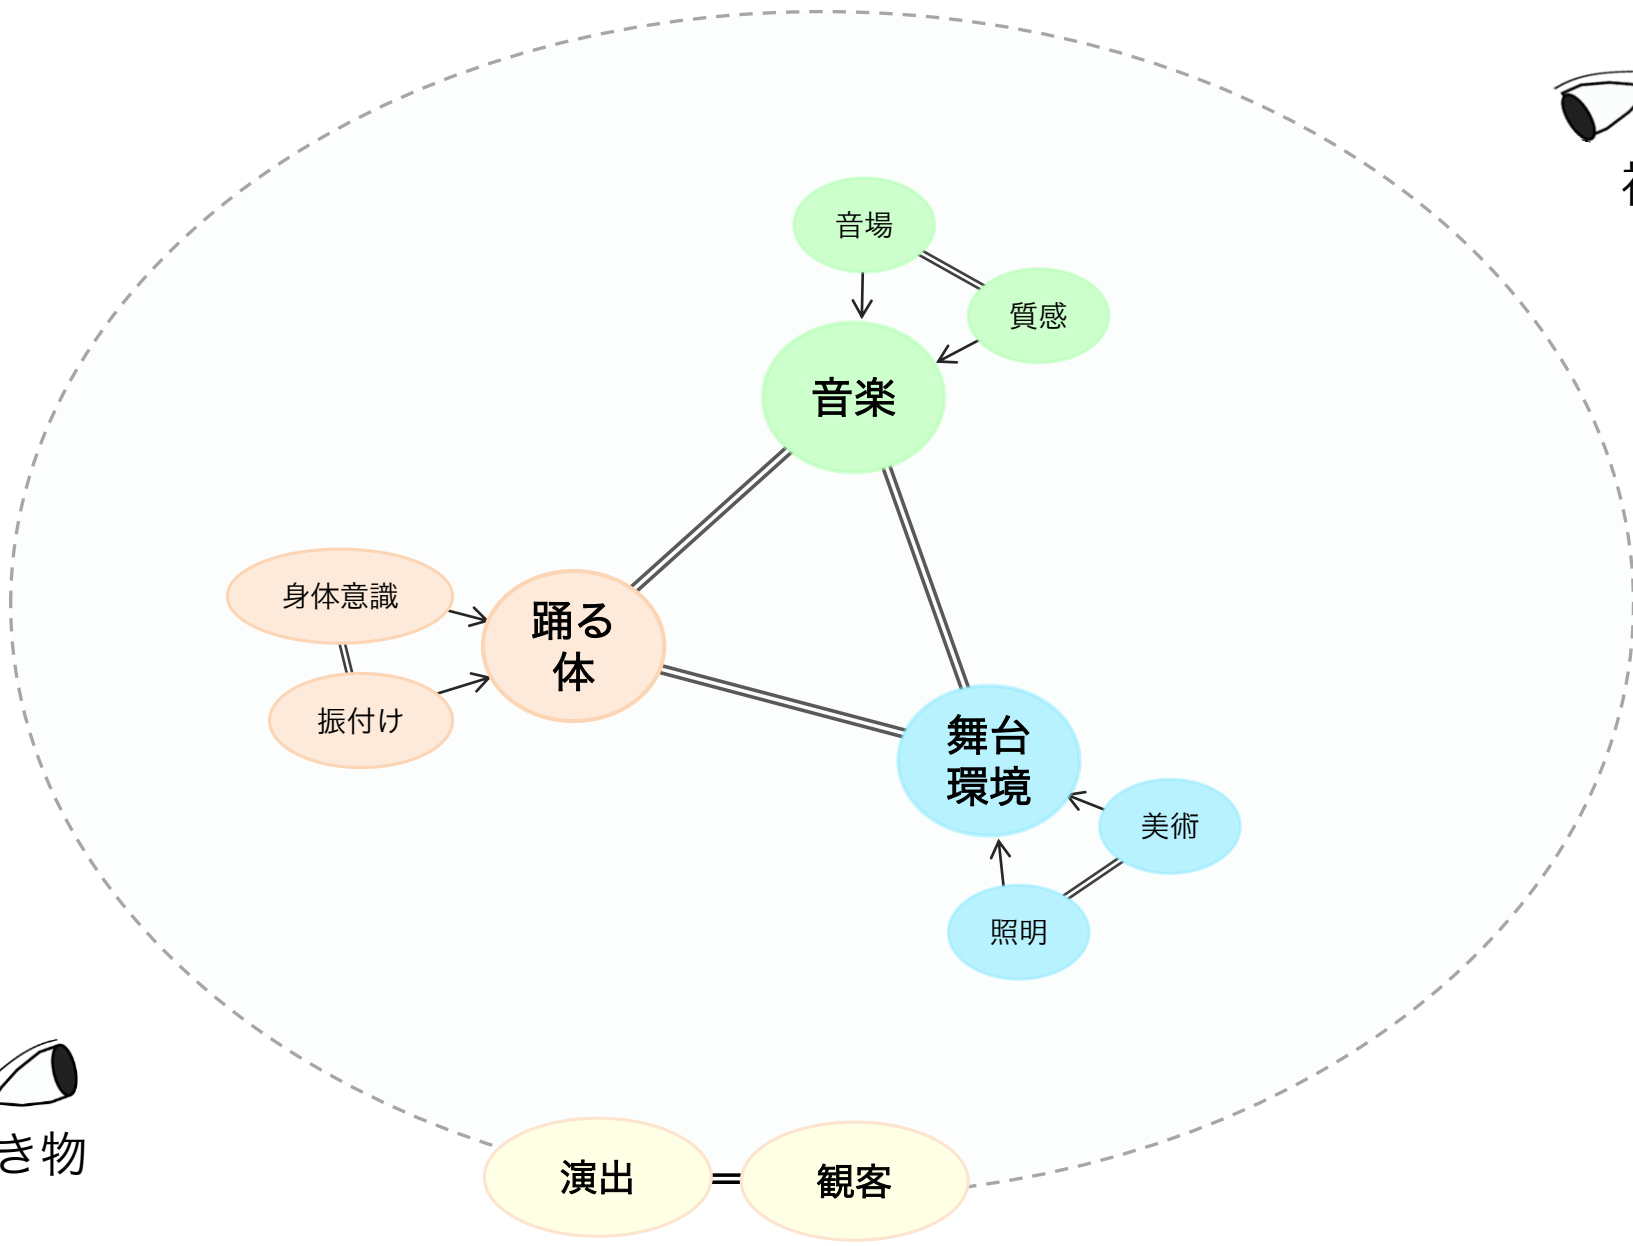 音場
質感
音楽
身体意識
踊る
体
振付け
舞台
環境
美術
照明
き物
演出
＝
観客